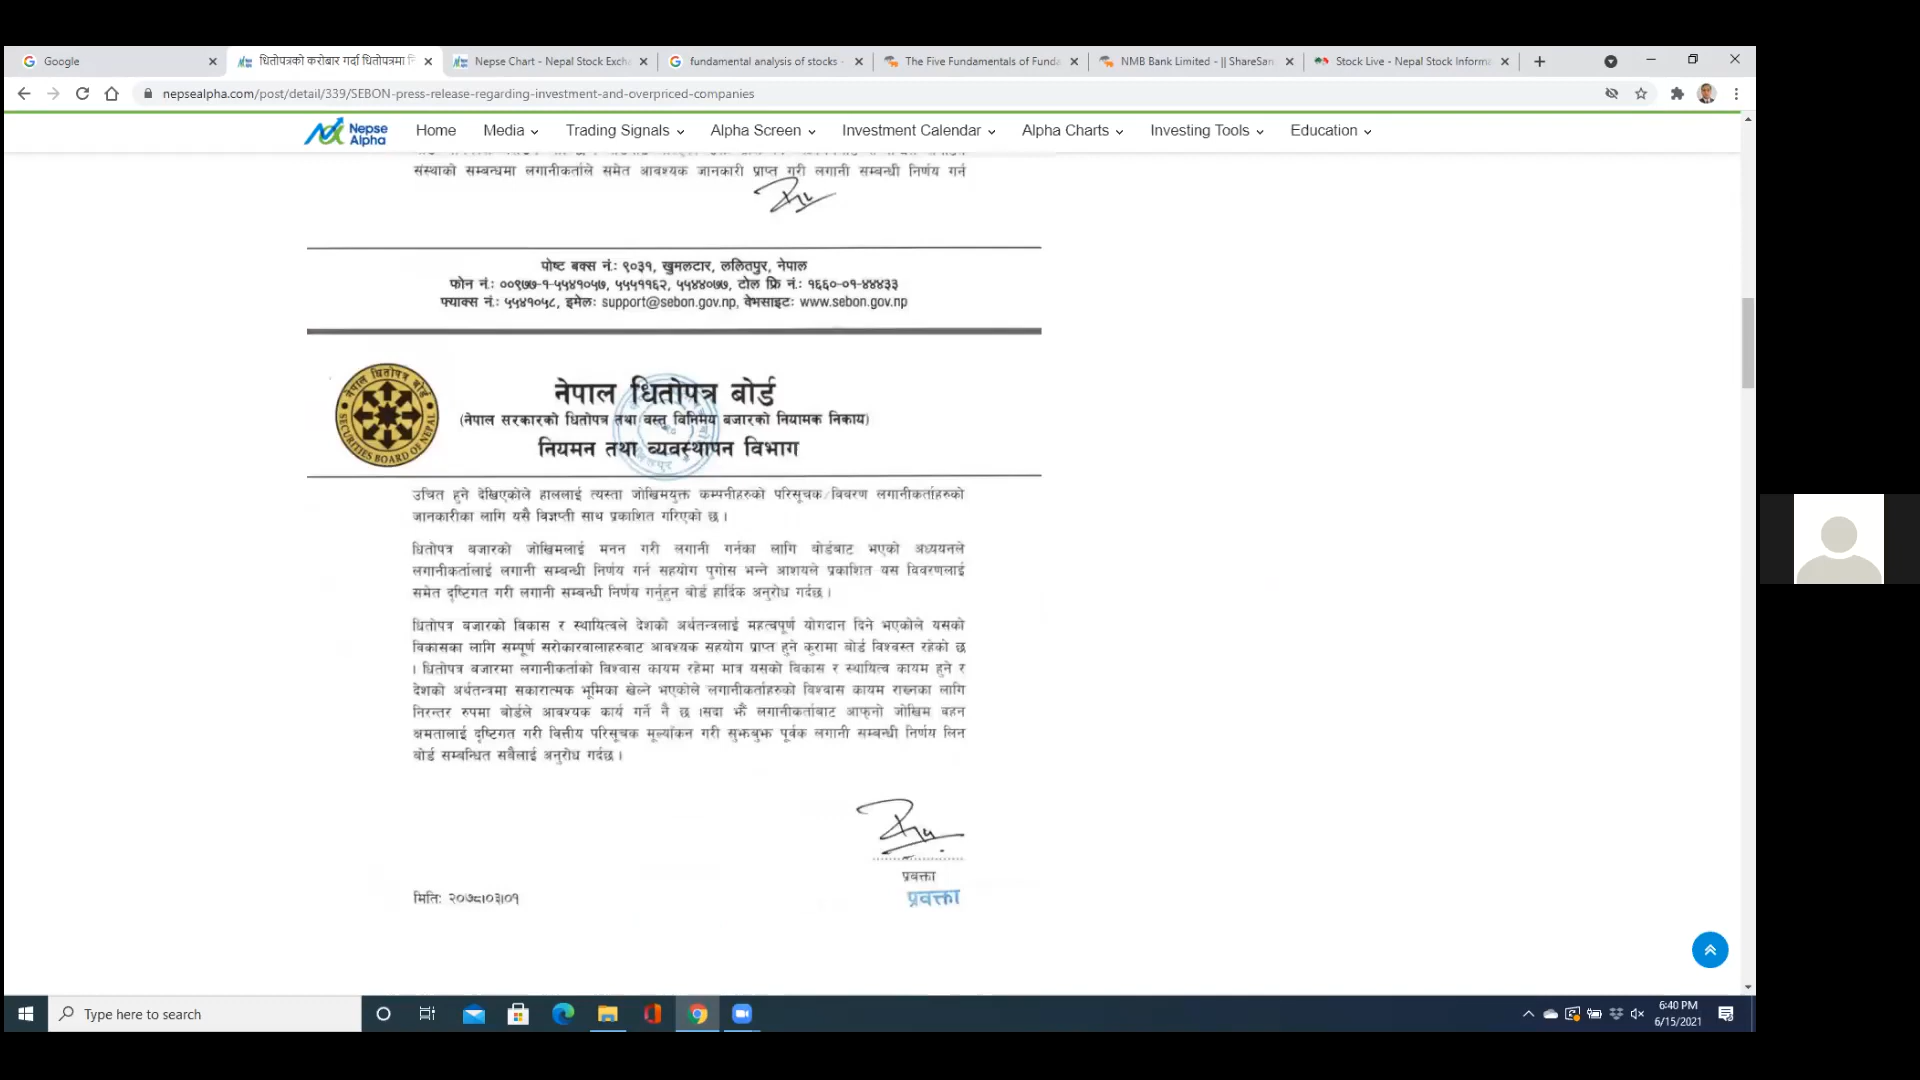 Google
धितोपत्रको करोबार गर्दा धितोपत्रमा नि
Nepse Chart - Nepal Stock Excha
fundamental analysis of stocks -
The Five Fundamentals of Funda
NMB Bank Limited - || ShareSan
Stock Live - Nepal Stock Informa
nepsealpha.com/post/detail/339/SEBON-press-release-regarding-investment-and-overpriced-companies
Nepse Alpha
Home
Media
Trading Signals
Alpha Screen
Investment Calendar
Alpha Charts
Investing Tools
Education
संस्थाको सम्बन्धमा लगानीकर्ताले समेत आवश्यक जानकारी प्राप्त गरी लगानी सम्बन्धी निर्णय गर्न
पोष्ट बक्स नं.: ९०३१, खुमलटार, ललितपुर, नेपाल
फोन नं.: ००९७७-१-५५४१०५७, ५५५११६२, ५५४४०७७, टोल फ्रि नं.: १६६०-०१-४४४३३
फ्याक्स नं.: ५५४१०५८, इमेल: support@sebon.gov.np, वेभसाइट: www.sebon.gov.np
नेपाल धितोपत्र बोर्ड
SECURITIES BOARD OF NEPAL
नेपाल धितोपत्र बोर्ड
(नेपाल सरकारको धितोपत्र तथा वस्तु विनिमय बजारको नियामक निकाय)
नियमन तथा व्यवस्थापन विभाग
उचित हुने देखिएकोले हाललाई त्यस्ता जोखिमयुक्त कम्पनीहरुको परिसूचक/विवरण लगानीकर्ताहरुको
जानकारीका लागि यसै विज्ञप्ती साथ प्रकाशित गरिएको छ ।
धितोपत्र बजारको जोखिमलाई मनन गरी लगानी गर्नका लागि बोर्डबाट भएको अध्ययनले
लगानीकर्तालाई लगानी सम्बन्धी निर्णय गर्न सहयोग पुगोस भन्ने आशयले प्रकाशित यस विवरणलाई
समेत दृष्टिगत गरी लगानी सम्बन्धी निर्णय गर्नुहुन बोर्ड हार्दिक अनुरोध गर्दछ ।
धितोपत्र बजारको विकास र स्थायित्वले देशको अर्थतन्त्रलाई महत्वपूर्ण योगदान दिने भएकोले यसको
विकासका लागि सम्पूर्ण सरोकारवालाहरुबाट आवश्यक सहयोग प्राप्त हुने कुरामा बोर्ड विश्वस्त रहेको छ
। धितोपत्र बजारमा लगानीकर्ताको विश्वास कायम रहेमा मात्र यसको विकास र स्थायित्व कायम हुने र
देशको अर्थतन्त्रमा सकारात्मक भूमिका खेल्ने भएकोले लगानीकर्ताहरुको विश्वास कायम राख्नका लागि
निरन्तर रुपमा बोर्डले आवश्यक कार्य गर्ने नै छ ।सदा झैं लगानीकर्ताबाट आफ्नो जोखिम बहन
क्षमतालाई दृष्टिगत गरी वित्तीय परिसूचक मूल्याँकन गरी सुझबुझ पूर्वक लगानी सम्बन्धी निर्णय लिन
बोर्ड सम्बन्धित सबैलाई अनुरोध गर्दछ ।
प्रवक्ता
प्रवक्ता
मिति: २०७८।०३।०१
Type here to search
6:40 PM
6/15/2021